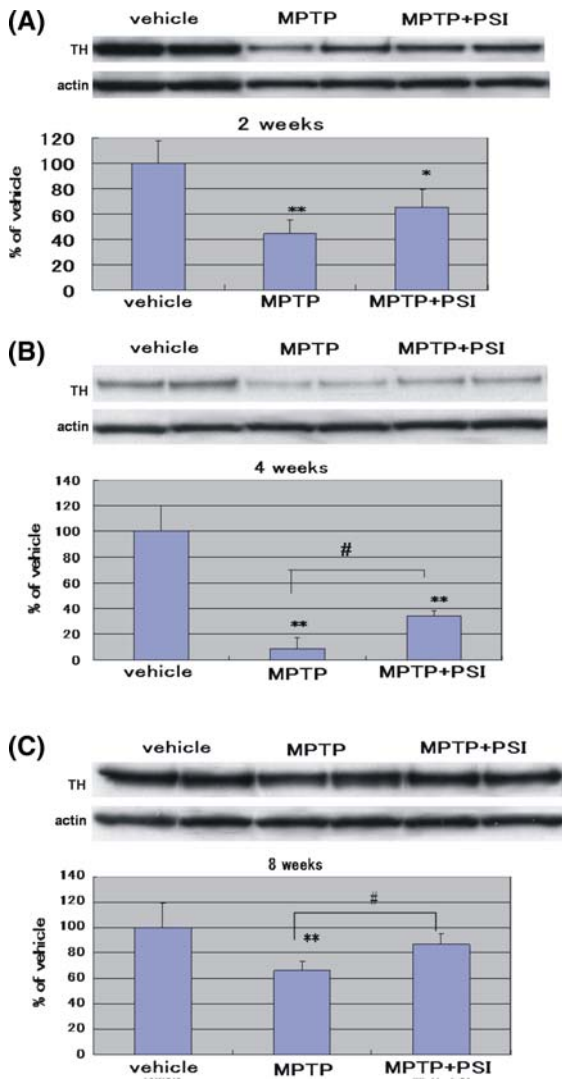 (A) vehicle MPTP MPTP+PSI
TH
actin
2 weeks
120
100
80
60
40
20
0
% of vehicle
**
*
vehicle MPTP MPTP+PSI
(B) vehicle MPTP MPTP+PSI
TH
actin
4 weeks
140
120
100
80
60
40
20
0
% of vehicle
#
**
**
vehicle MPTP MPTP+PSI
(C) vehicle MPTP MPTP+PSI
TH
actin
8 weeks
140
120
100
80
60
40
20
0
% of vehicle
#
**
vehicle MPTP MPTP+PSI